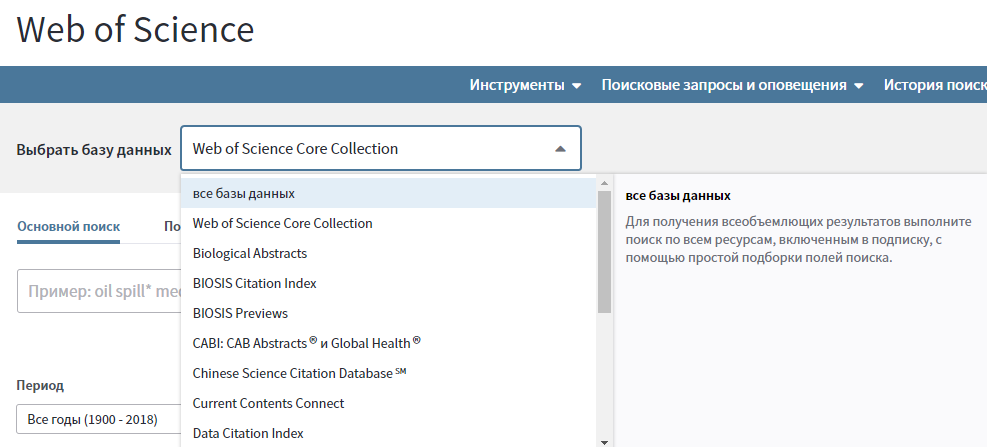 Web of Science
Инструменты Поисковые запросы и оповещения История поиск
Выбрать базу данных Web of Science Core Collection
все базы данных
Web of Science Core Collection
Biological Abstracts
BIOSIS Citation Index
BIOSIS Previews
CABI: CAB Abstracts® и Global Health®
Chinese Science Citation Database℠
Current Contents Connect
Data Citation Index
все базы данных
Для получения всеобъемлющих результатов выполните
поиск по всем ресурсам, включенным в подписку, с
помощью простой подборки полей поиска.
Основной поиск По
Пример: oil spill* med
Период
Все годы (1900 - 2018)